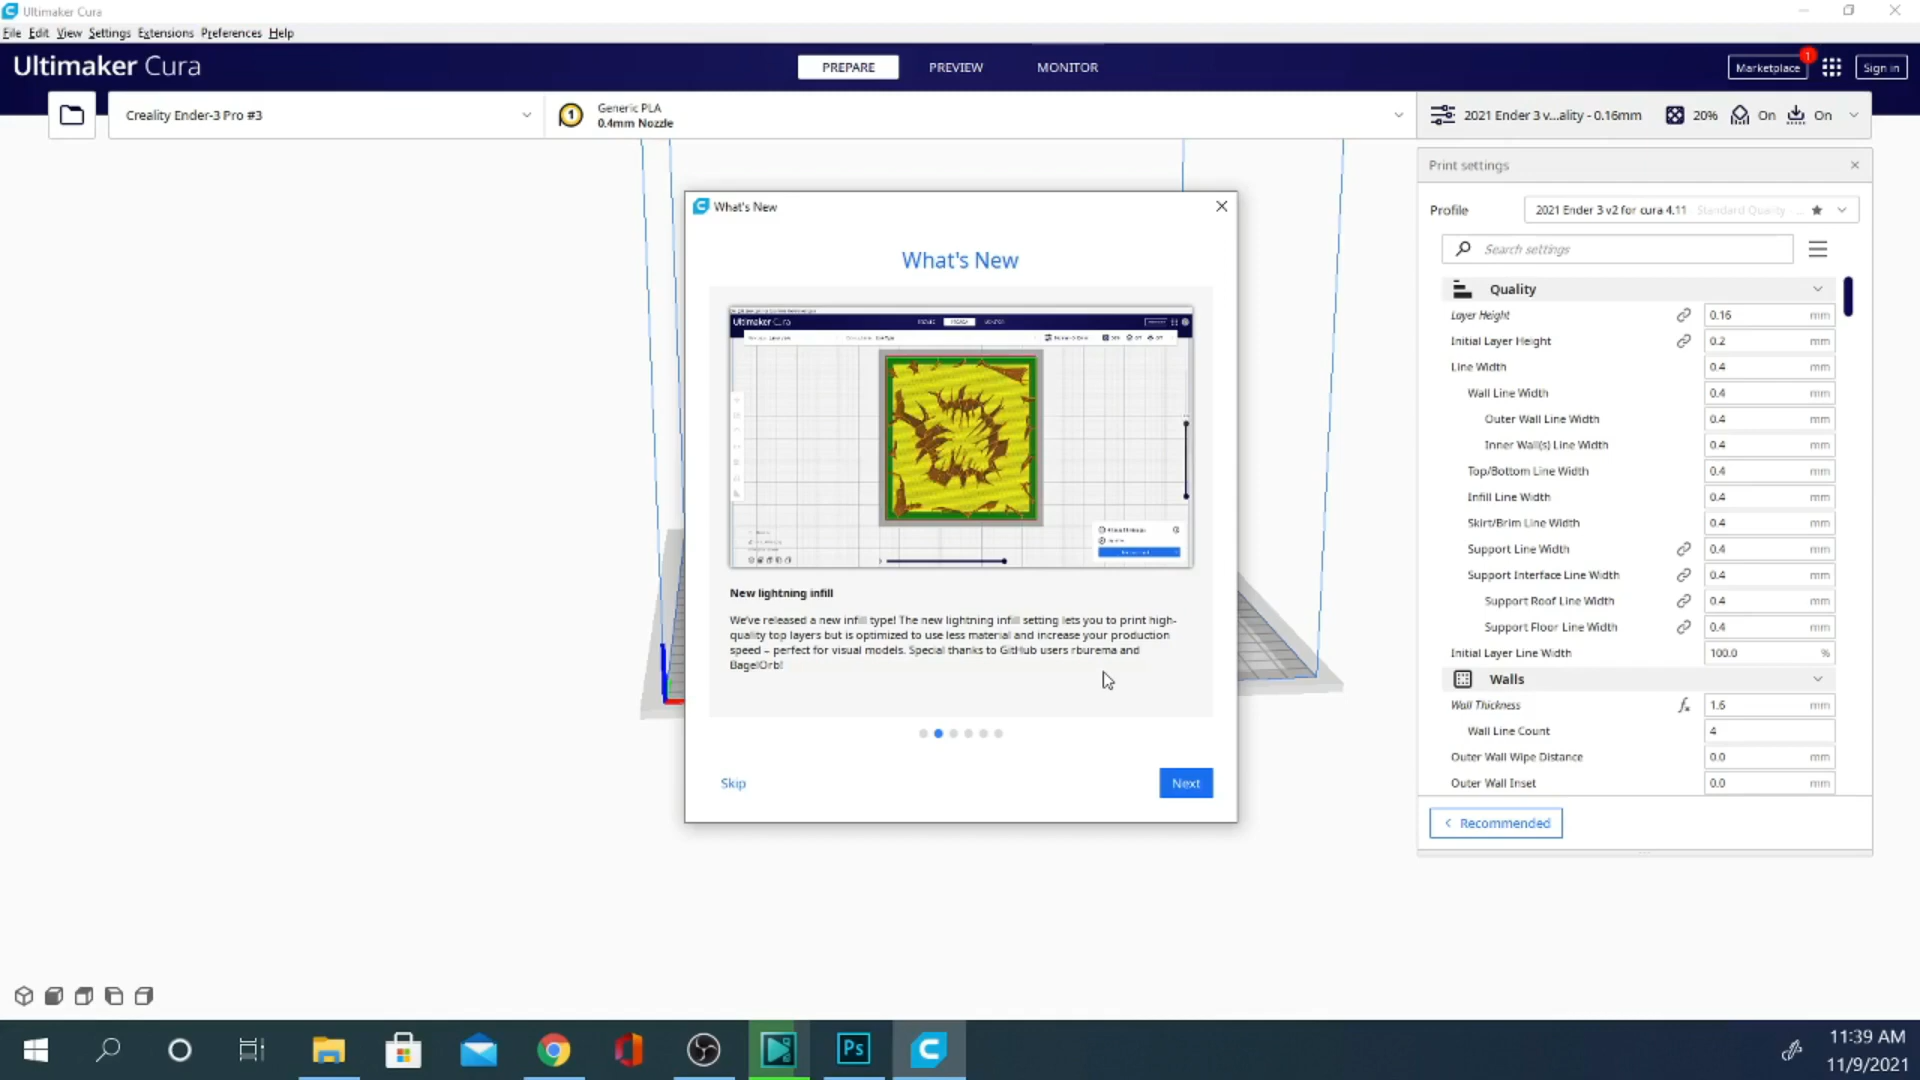 Ultimaker Cura
File Edit View Settings Extensions Preferences Help
Ultimaker Cura
PREPARE PREVIEW MONITOR
Marketplace 1 Sign in
Creality Ender-3 Pro #3
1 Generic PLA
0.4mm Nozzle
2021 Ender 3 v...ality - 0.16mm 20% On On
Print settings
Profile 2021 Ender 3 v2 for cura 4.11 Standard Quality ...
Search settings
Quality
Layer Height 0.16 mm
Initial Layer Height 0.2 mm
Line Width 0.4 mm
Wall Line Width 0.4 mm
Outer Wall Line Width 0.4 mm
Inner Wall(s) Line Width 0.4 mm
Top/Bottom Line Width 0.4 mm
Infill Line Width 0.4 mm
Skirt/Brim Line Width 0.4 mm
Support Line Width 0.4 mm
Support Interface Line Width 0.4 mm
Support Roof Line Width 0.4 mm
Support Floor Line Width 0.4 mm
Initial Layer Line Width 100.0 %
Walls
Wall Thickness fx 1.6 mm
Wall Line Count 4
Outer Wall Wipe Distance 0.0 mm
Outer Wall Inset 0.0 mm
Recommended
What's New
What's New
Ultimaker Cura
New lightning infill
We've released a new infill type! The new lightning infill setting lets you to print high-
quality top layers but is optimized to use less material and increase your production
speed – perfect for visual models. Special thanks to GitHub users rburema and
BagelOrb!
Skip Next
Ps
11:39 AM
11/9/2021